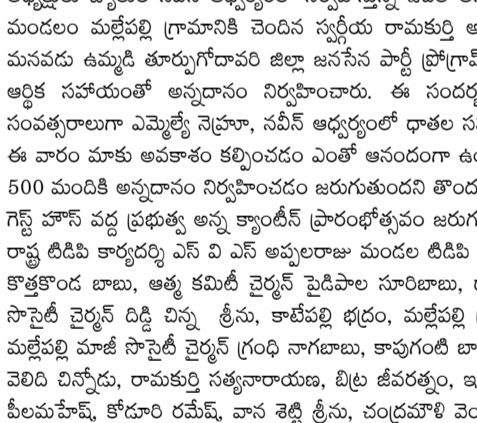 మండలం మల్లేపల్లి గ్రామానికి చెందిన స్వర్గీయ రామకుర్తి
మనవడు ఉమ్మడి తూర్పుగోదావరి జిల్లా జనసేన పార్టీ ప్రోగ్రామ్
ఆర్థిక సహాయంతో అన్నదానం నిర్వహించారు. ఈ సందర్భ
సంవత్సరాలుగా ఎమ్మెల్యే నెహ్రూ, నవీన్ ఆధ్వర్యంలో ధాతల స
ఈ వారం మాకు అవకాశం కల్పించడం ఎంతో ఆనందంగా ఉం
500 మందికి అన్నదానం నిర్వహించడం జరుగుతుందని తొంద
గెస్ట్ హౌస్ వద్ద ప్రభుత్వ అన్న క్యాంటీన్ ప్రారంభోత్సవం జరుగ
రాష్ట్ర టిడిపి కార్యదర్శి ఎస్ వి ఎస్ అప్పలరాజు మండల టిడిపి
కొత్తకొండ బాబు, ఆత్మ కమిటీ చైర్మన్ పైడిపాల సూరిబాబు,
సొసైటీ చైర్మన్ దిడ్డి చిన్న శ్రీను, కాటేపల్లి భద్రం, మల్లేపల్లి
మల్లేపల్లి మాజీ సొసైటీ చైర్మన్ గ్రంధి నాగబాబు, కాపుగంటి బా
వెలిది చిన్నోడు, రామకుర్తి సత్యనారాయణ, బిట్ర జీవరత్నం, ఇ
పీలమహేష్, కోడూరి రమేష్, వాన శెట్టి శ్రీను, చంద్రమౌళి వెం